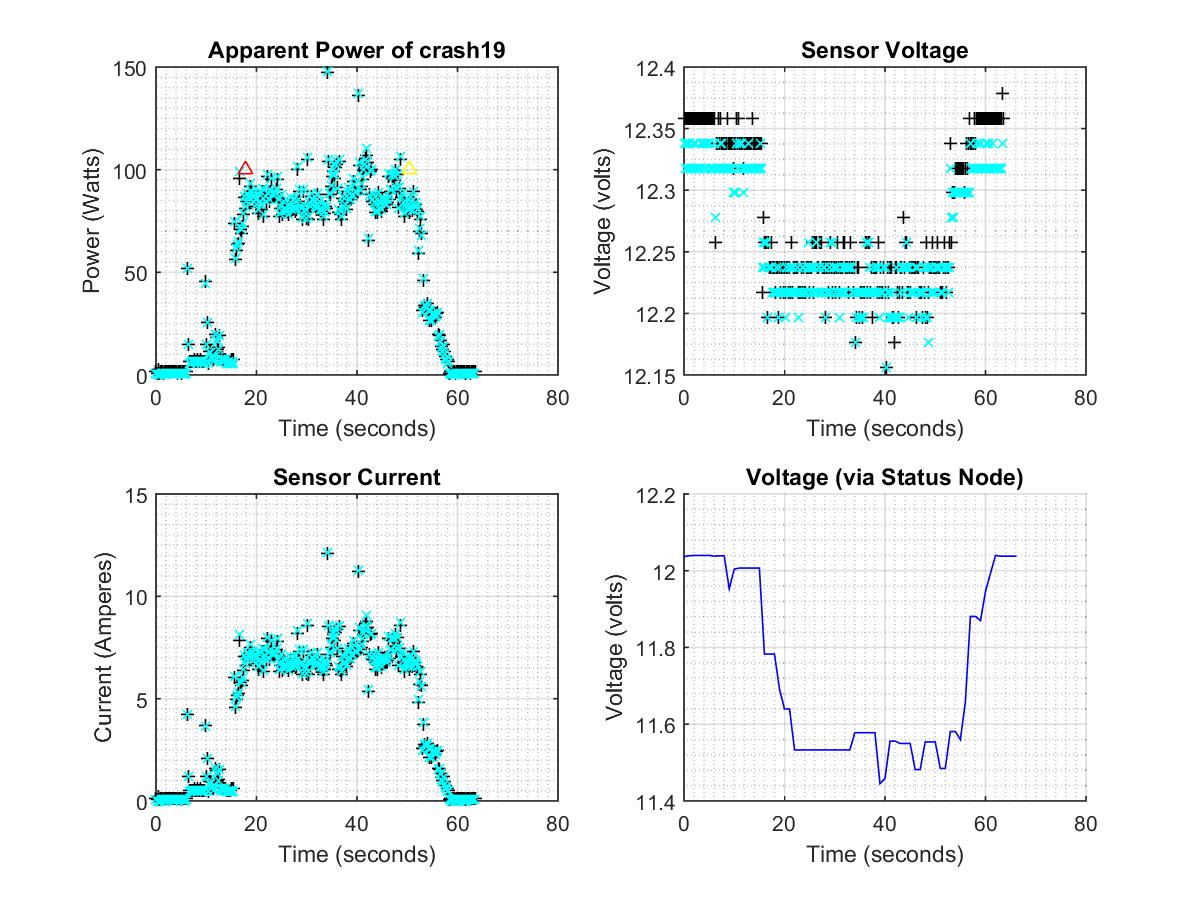 Apparent Power of crash19
150
100
50
0
Power (Watts)
0 20 40 60 80
Time (seconds)
Sensor Voltage
12.4
12.35
12.3
12.25
12.2
12.15
Voltage (volts)
0 20 40 60 80
Time (seconds)
Sensor Current
15
10
5
0
Current (Amperes)
0 20 40 60 80
Time (seconds)
Voltage (via Status Node)
12.2
12
11.8
11.6
11.4
Voltage (volts)
0 20 40 60 80
Time (seconds)